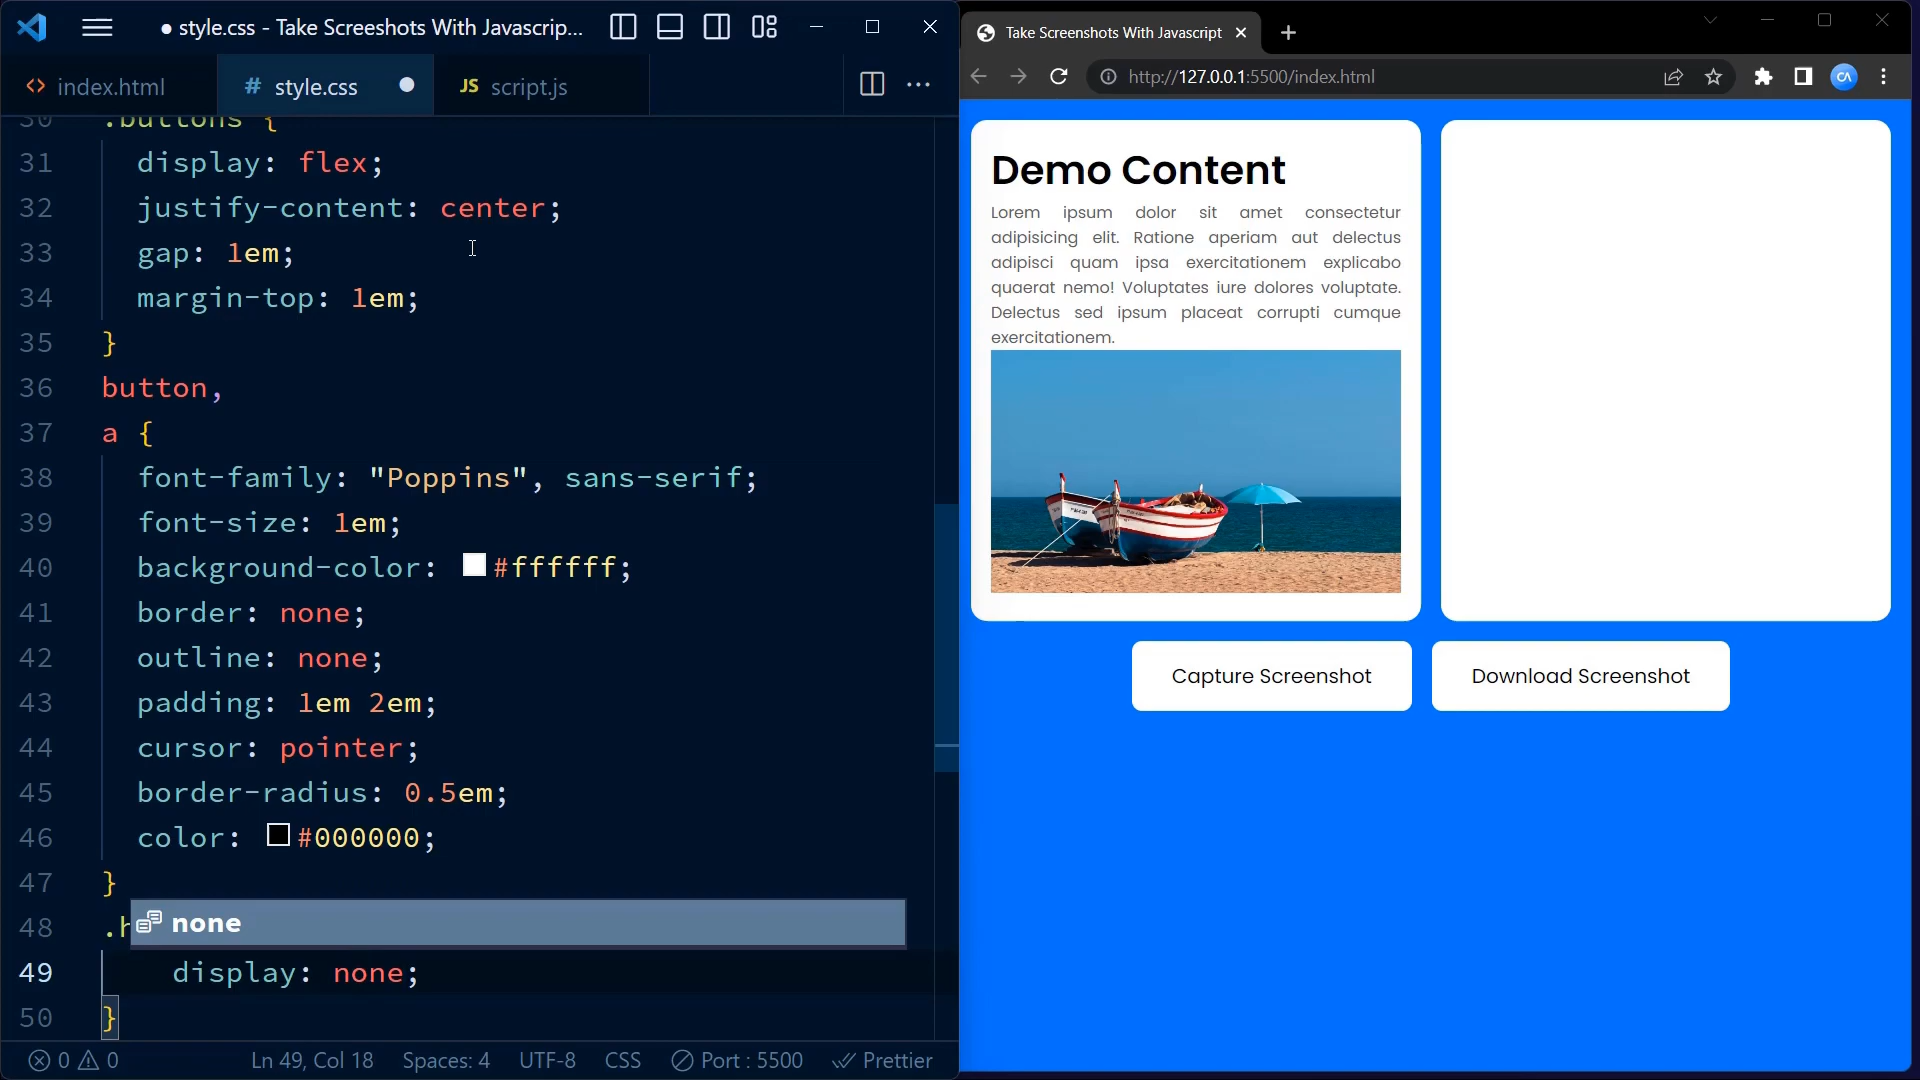 ● style.css - Take Screeshots With Javascrip...
index.html
# style.css
JS script.js
30 .buttons {
31 display: flex;
32 justify-content: center;
33 gap: 1em;
34 margin-top: 1em;
35 }
36 button,
37 a {
38 font-family: "Poppins", sans-serif;
39 font-size: 1em;
40 background-color: #ffffff;
41 border: none;
42 outline: none;
43 padding: 1em 2em;
44 cursor: pointer;
45 border-radius: 0.5em;
46 color: #000000;
47 }
none
48 .h
49 display: none;
50 }
0 0 Ln 49, Col 18 Spaces: 4 UTF-8 CSS Port : 5500 Prettier
Take Screenshots With Javascript
http://127.0.0.1:5500/index.html
CA
Demo Content
Lorem ipsum dolor sit amet consectetur
adipisicing elit. Ratione aperiam aut delectus
adipisci quam ipsa exercitationem explicabo
quaerat nemo! Voluptates iure dolores voluptate.
Delectus sed ipsum placeat corrupti cumque
exercitationem.
Capture Screenshot
Download Screenshot